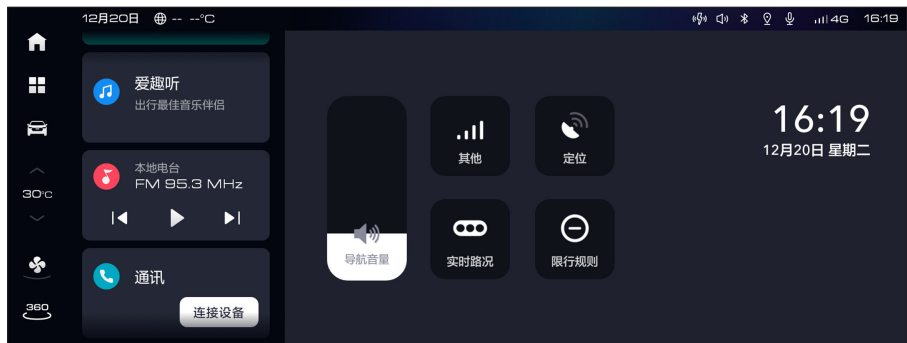 12月20日 -- --°C
4G 16:19
爱趣听
出行最佳音乐伴侣
本地电台
FM 95.3 MHz
30°C
通讯
连接设备
360
导航音量
其他
定位
实时路况
限行规则
16:19
12月20日 星期二